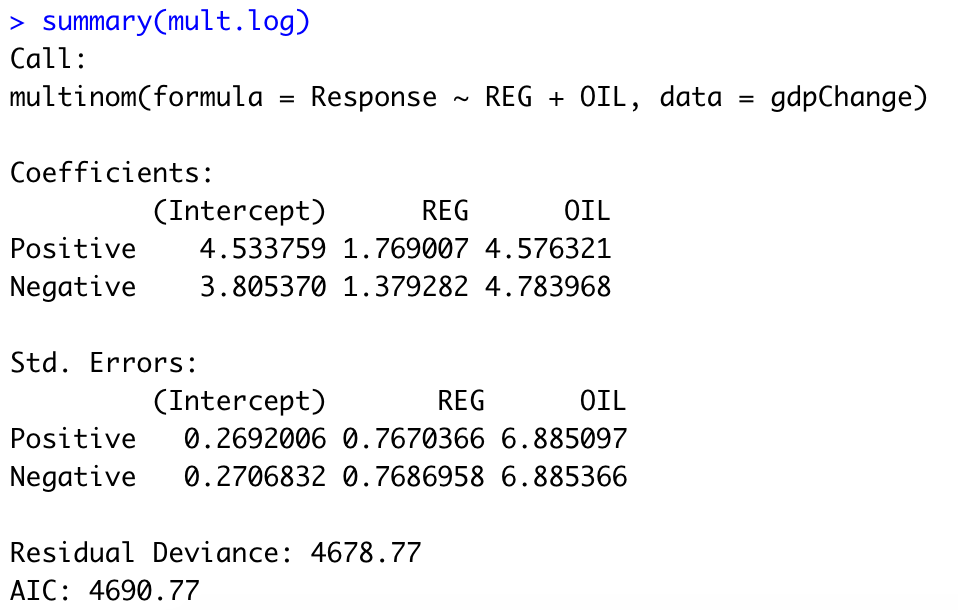 > summary(mult.log)
Call:
multinom(formula = Response ~ REG + OIL, data = gdpChange)

Coefficients:
         (Intercept)      REG      OIL
Positive    4.533759 1.769007 4.576321
Negative    3.805370 1.379282 4.783968

Std. Errors:
         (Intercept)       REG      OIL
Positive   0.2692006 0.7670366 6.885097
Negative   0.2706832 0.7686958 6.885366

Residual Deviance: 4678.77
AIC: 4690.77